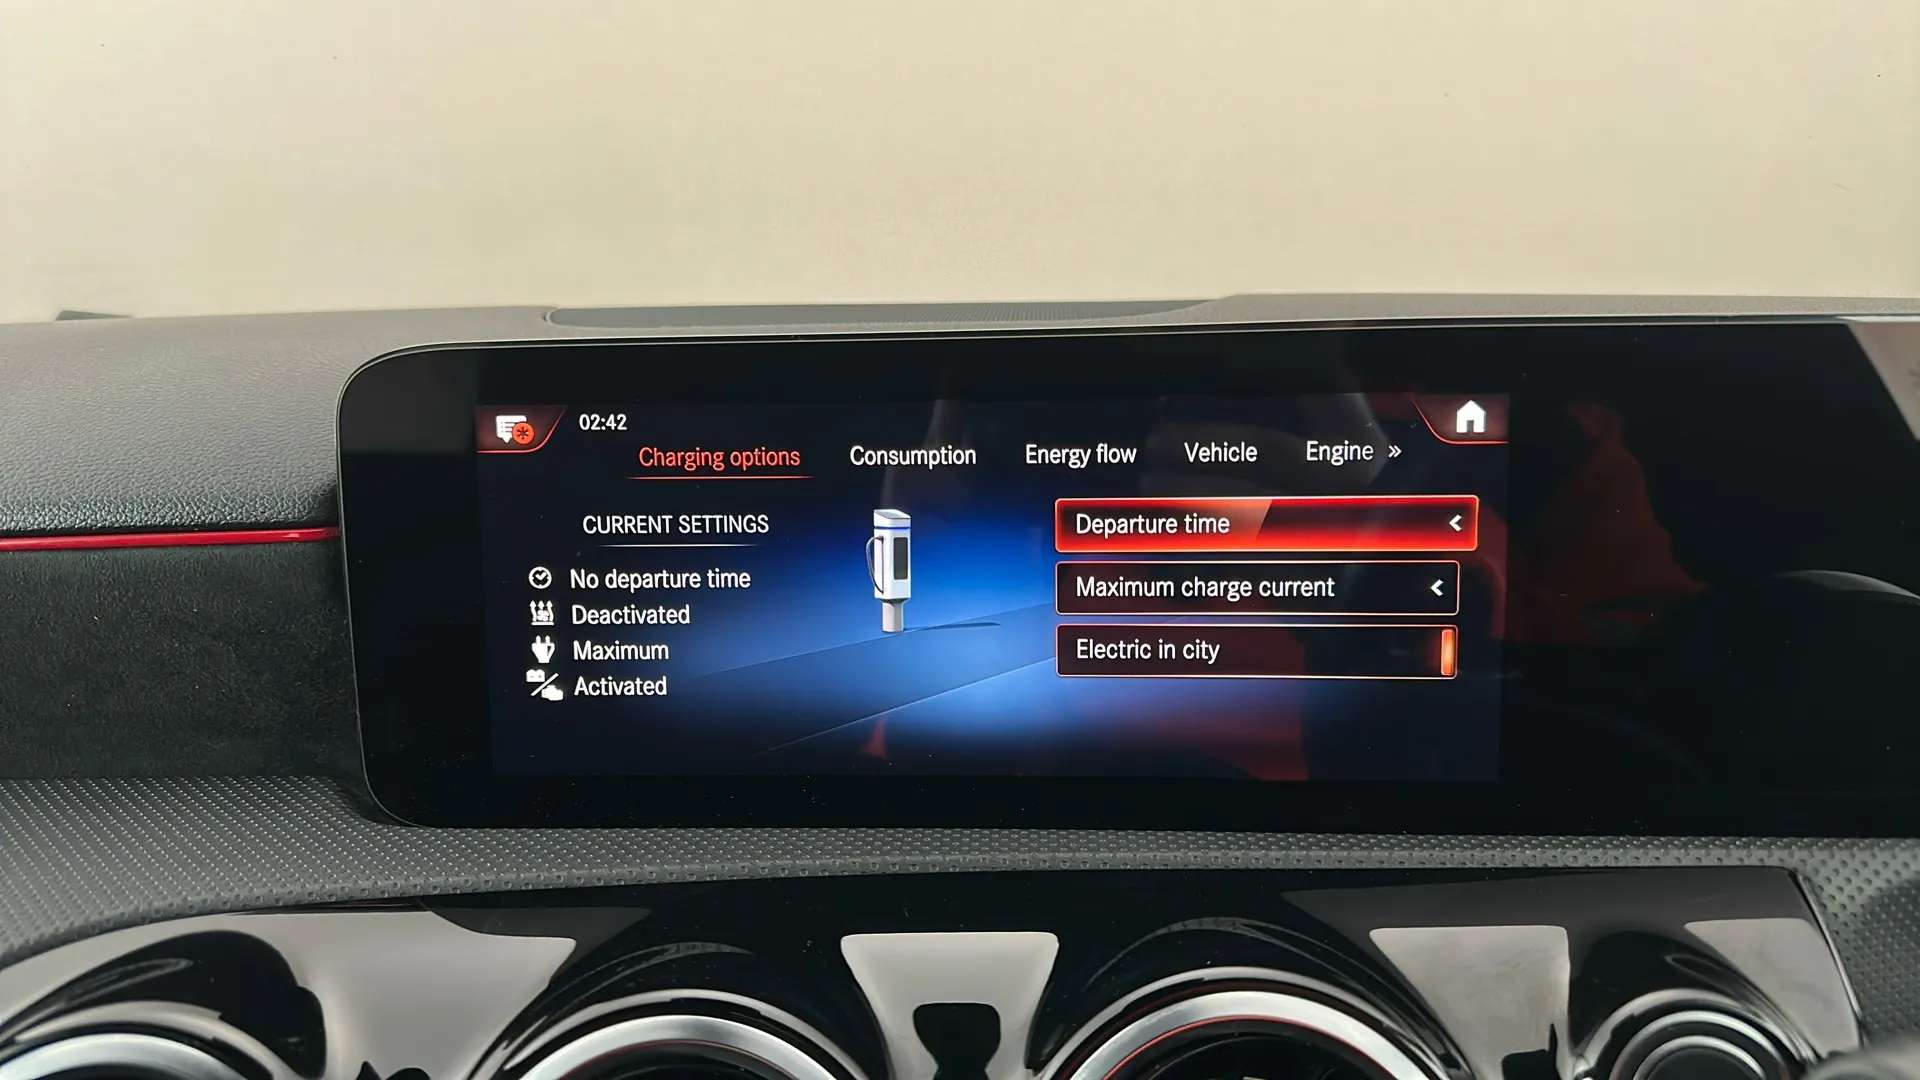 02:42
Charging options Consumption Energy flow Vehicle Engine »
CURRENT SETTINGS
No departure time
Deactivated
Maximum
Activated
Departure time
Maximum charge current
Electric in city